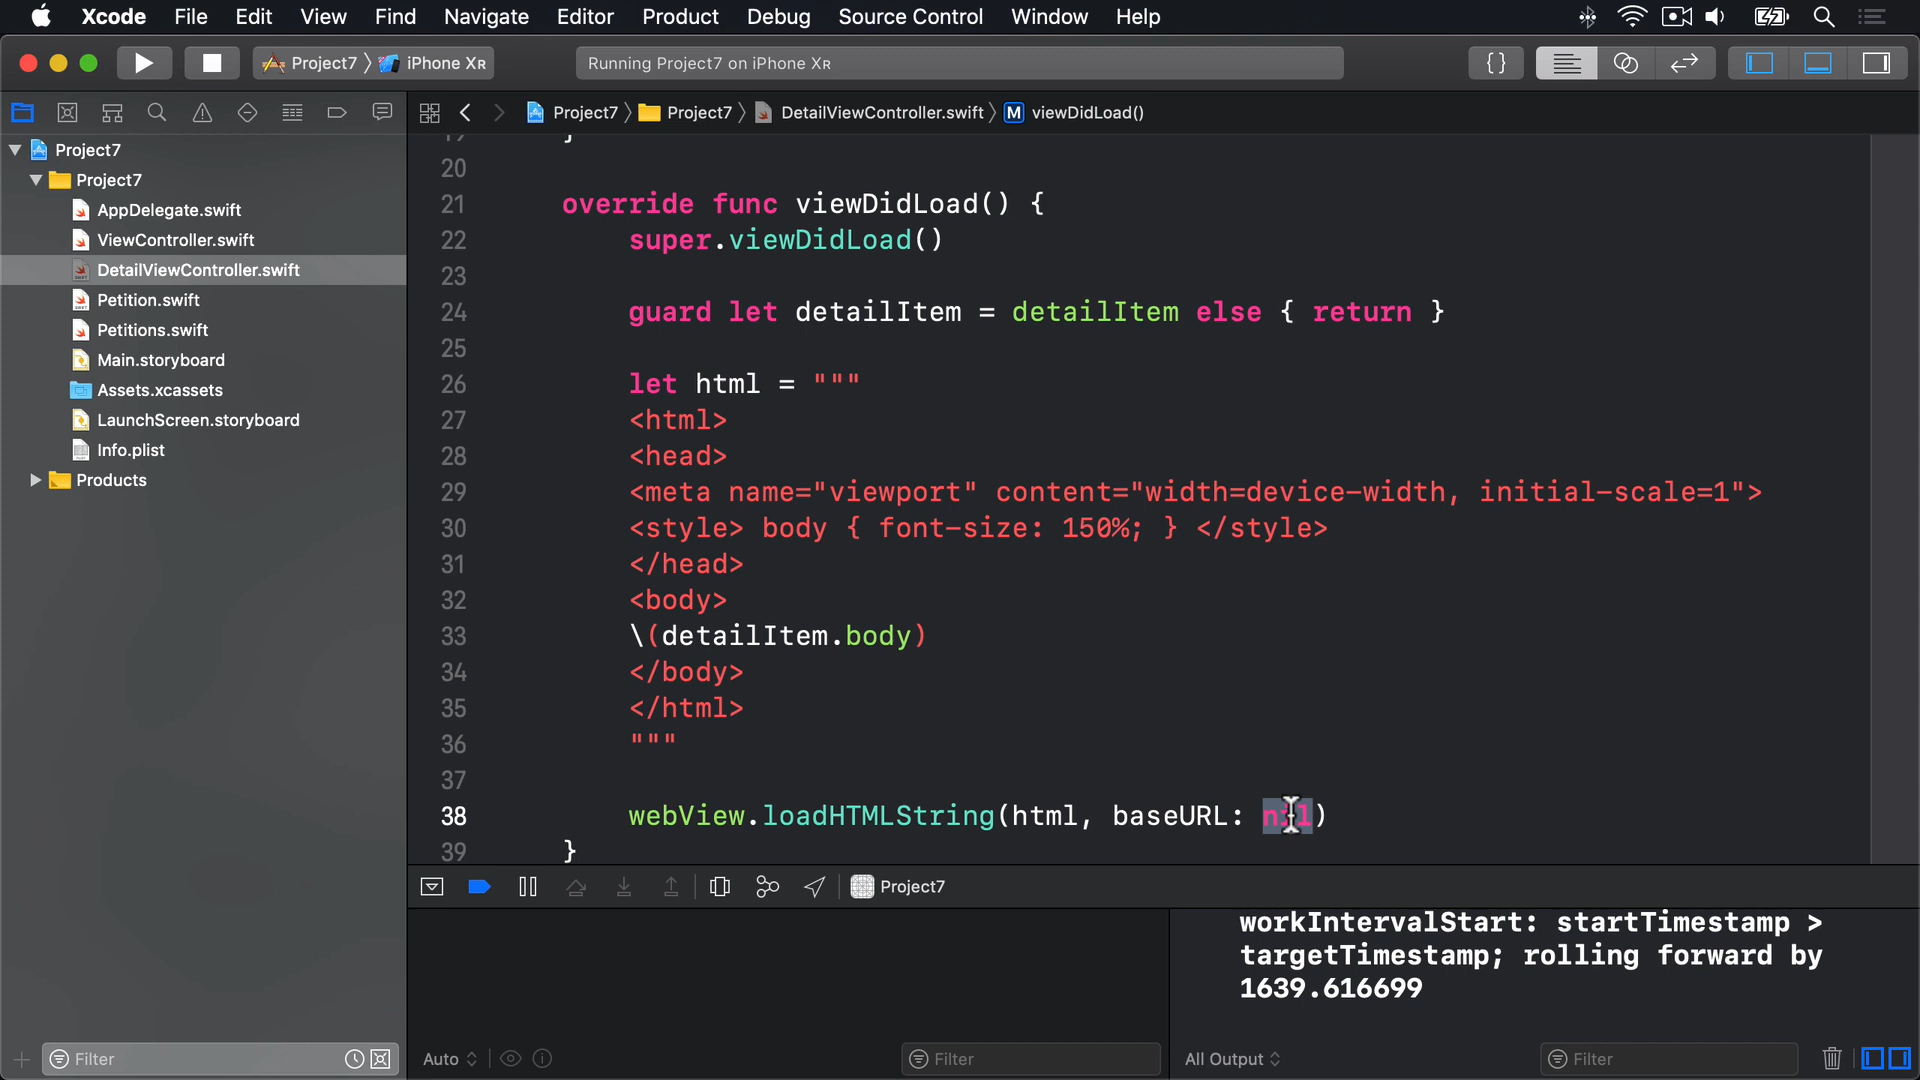 Xcode File Edit View Find Navigate Editor Product Debug Source Control Window Help
Project7 iPhone XR
Running Project7 on iPhone XR
Project7 Project7 DetailViewController.swift M viewDidLoad()
Project7
Project7
AppDelegate.swift
ViewController.swift
DetailViewController.swift
Petition.swift
Petitions.swift
Main.storyboard
Assets.xcassets
LaunchScreen.storyboard
Info.plist
Products
19 }
20
21 override func viewDidLoad() {
22 super.viewDidLoad()
23
24 guard let detailItem = detailItem else { return }
25
26 let html = """
27 <html>
28 <head>
29 <meta name="viewport" content="width=device-width, initial-scale=1">
30 <style> body { font-size: 150%; } </style>
31 </head>
32 <body>
33 \(detailItem.body)
34 </body>
35 </html>
36 """
37
38 webView.loadHTMLString(html, baseURL: nil)
39 }
Project7
workIntervalStart: startTimestamp >
targetTimestamp; rolling forward by
1639.616699
Filter
Auto
Filter
All Output
Filter